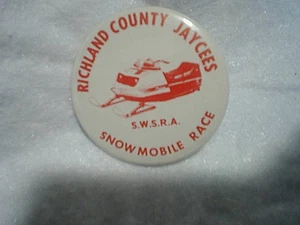 RICHLAND COUNTY JAYCEES
S.W.S.R.A.
SNOWMOBILE RACE